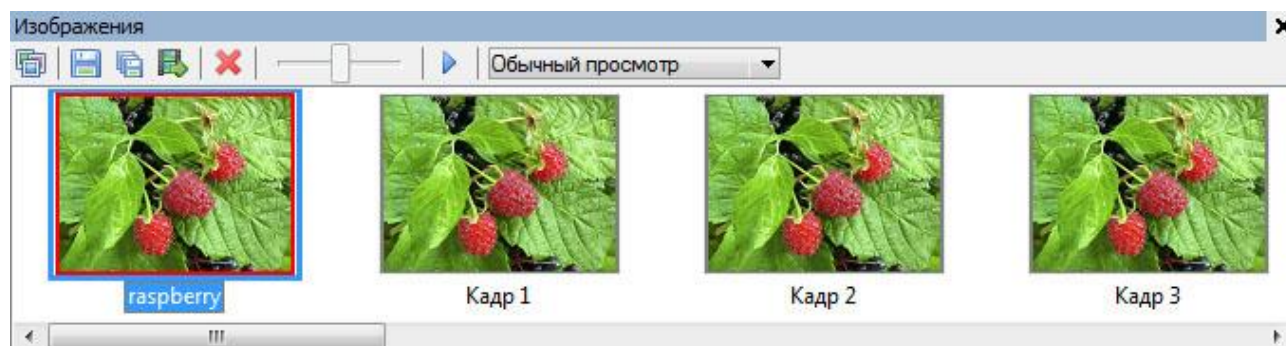 Изображения
Обычный просмотр
raspberry
Кадр 1
Кадр 2
Кадр 3